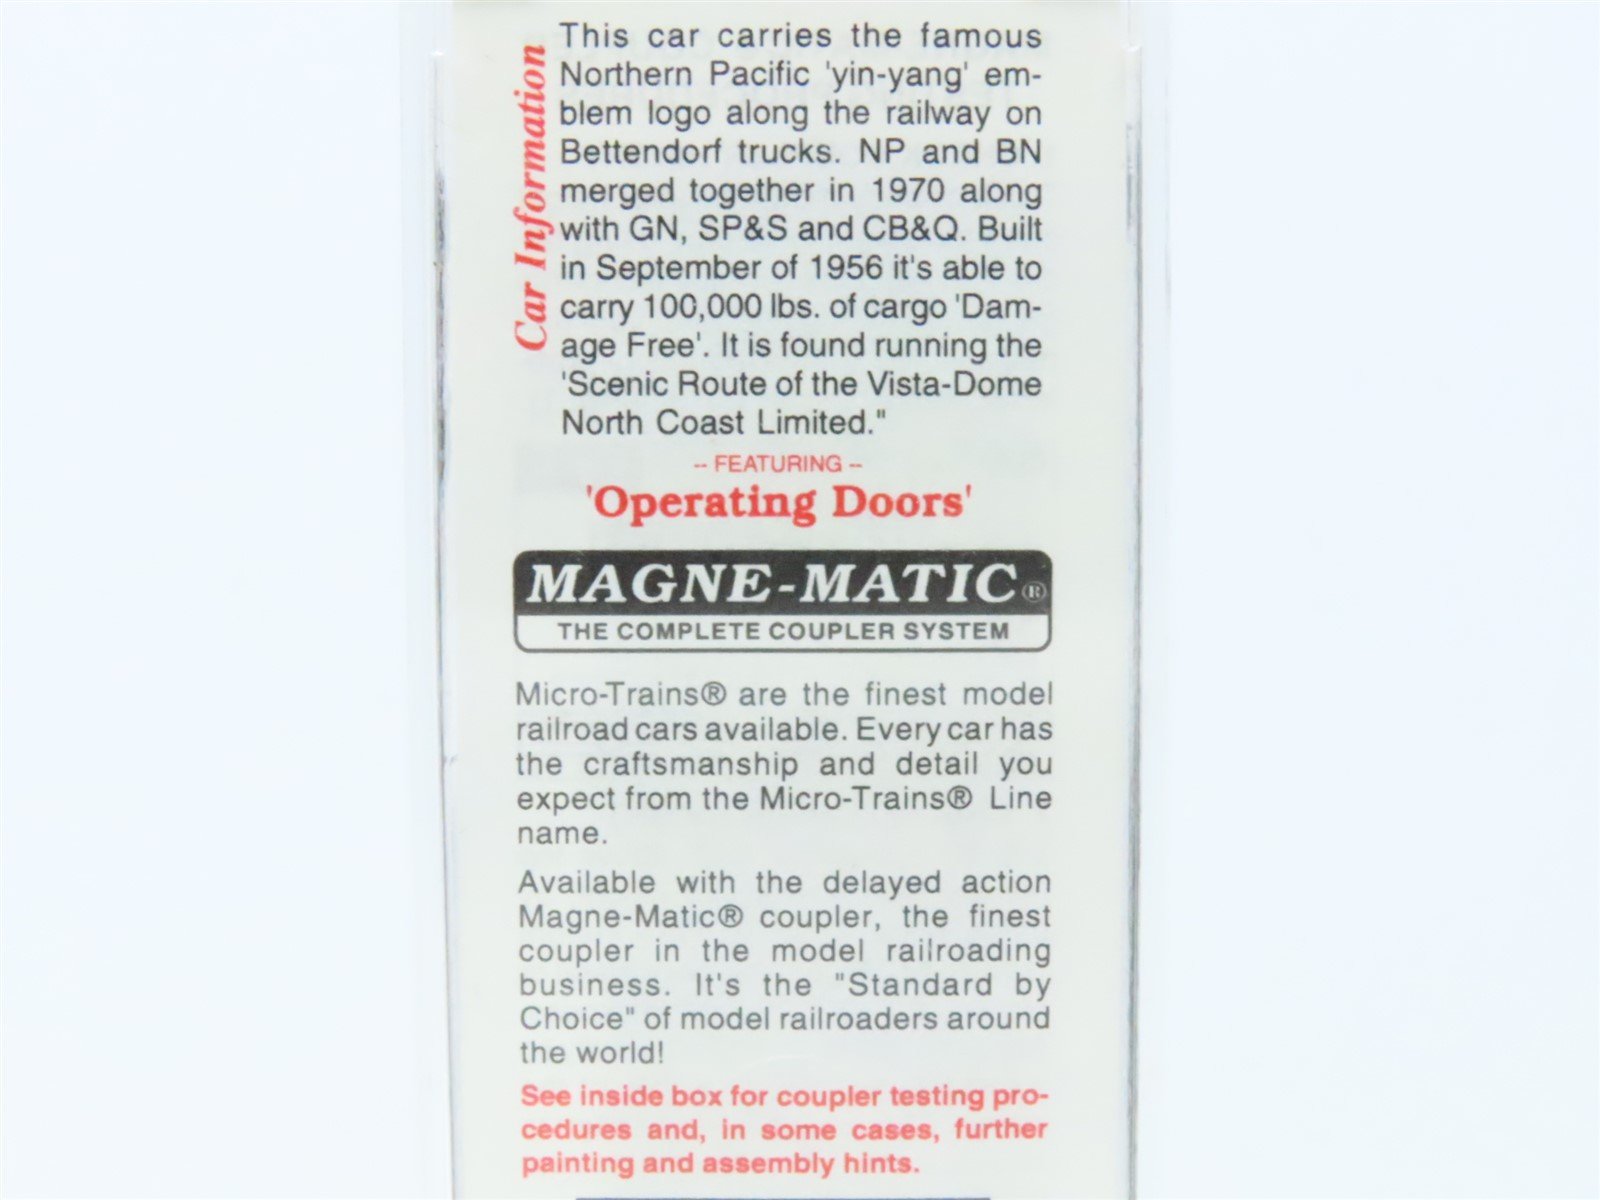 Car Information
This car carries the famous
Northern Pacific 'yin-yang' em-
blem logo along the railway on
Bettendorf trucks. NP and BN
merged together in 1970 along
with GN, SP&S and CB&Q. Built
in September of 1956 it's able to
carry 100,000 lbs. of cargo 'Dam-
age Free'. It is found running the
'Scenic Route of the Vista-Dome
North Coast Limited."
-- FEATURING --
'Operating Doors'
MAGNE-MATIC®
THE COMPLETE COUPLER SYSTEM
Micro-Trains® are the finest model
railroad cars available. Every car has
the craftsmanship and detail you
expect from the Micro-Trains® Line
name.
Available with the delayed action
Magne-Matic® coupler, the finest
coupler in the model railroading
business. It's the "Standard by
Choice" of model railroaders around
the world!
See inside box for coupler testing pro-
cedures and, in some cases, further
painting and assembly hints.